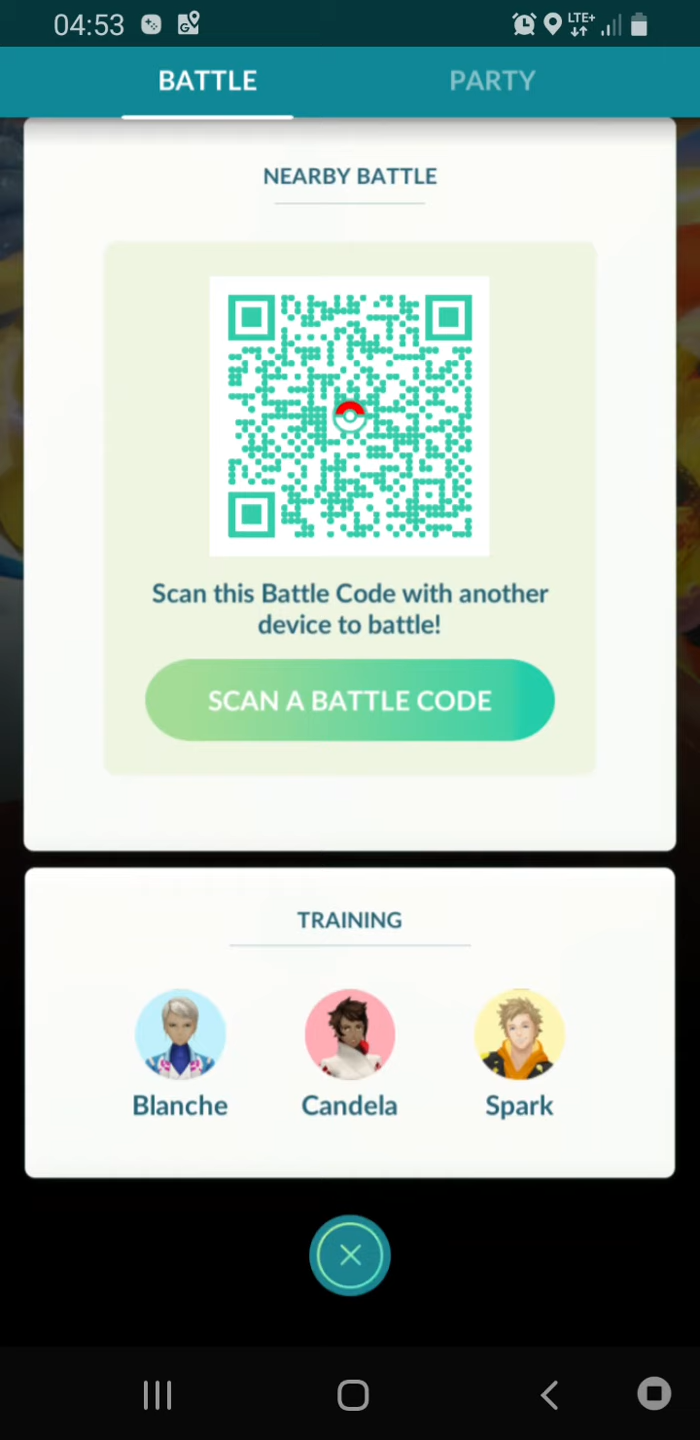 04:53
LTE+
BATTLE
PARTY
NEARBY BATTLE
Scan this Battle Code with another
device to battle!
SCAN A BATTLE CODE
TRAINING
Blanche
Candela
Spark